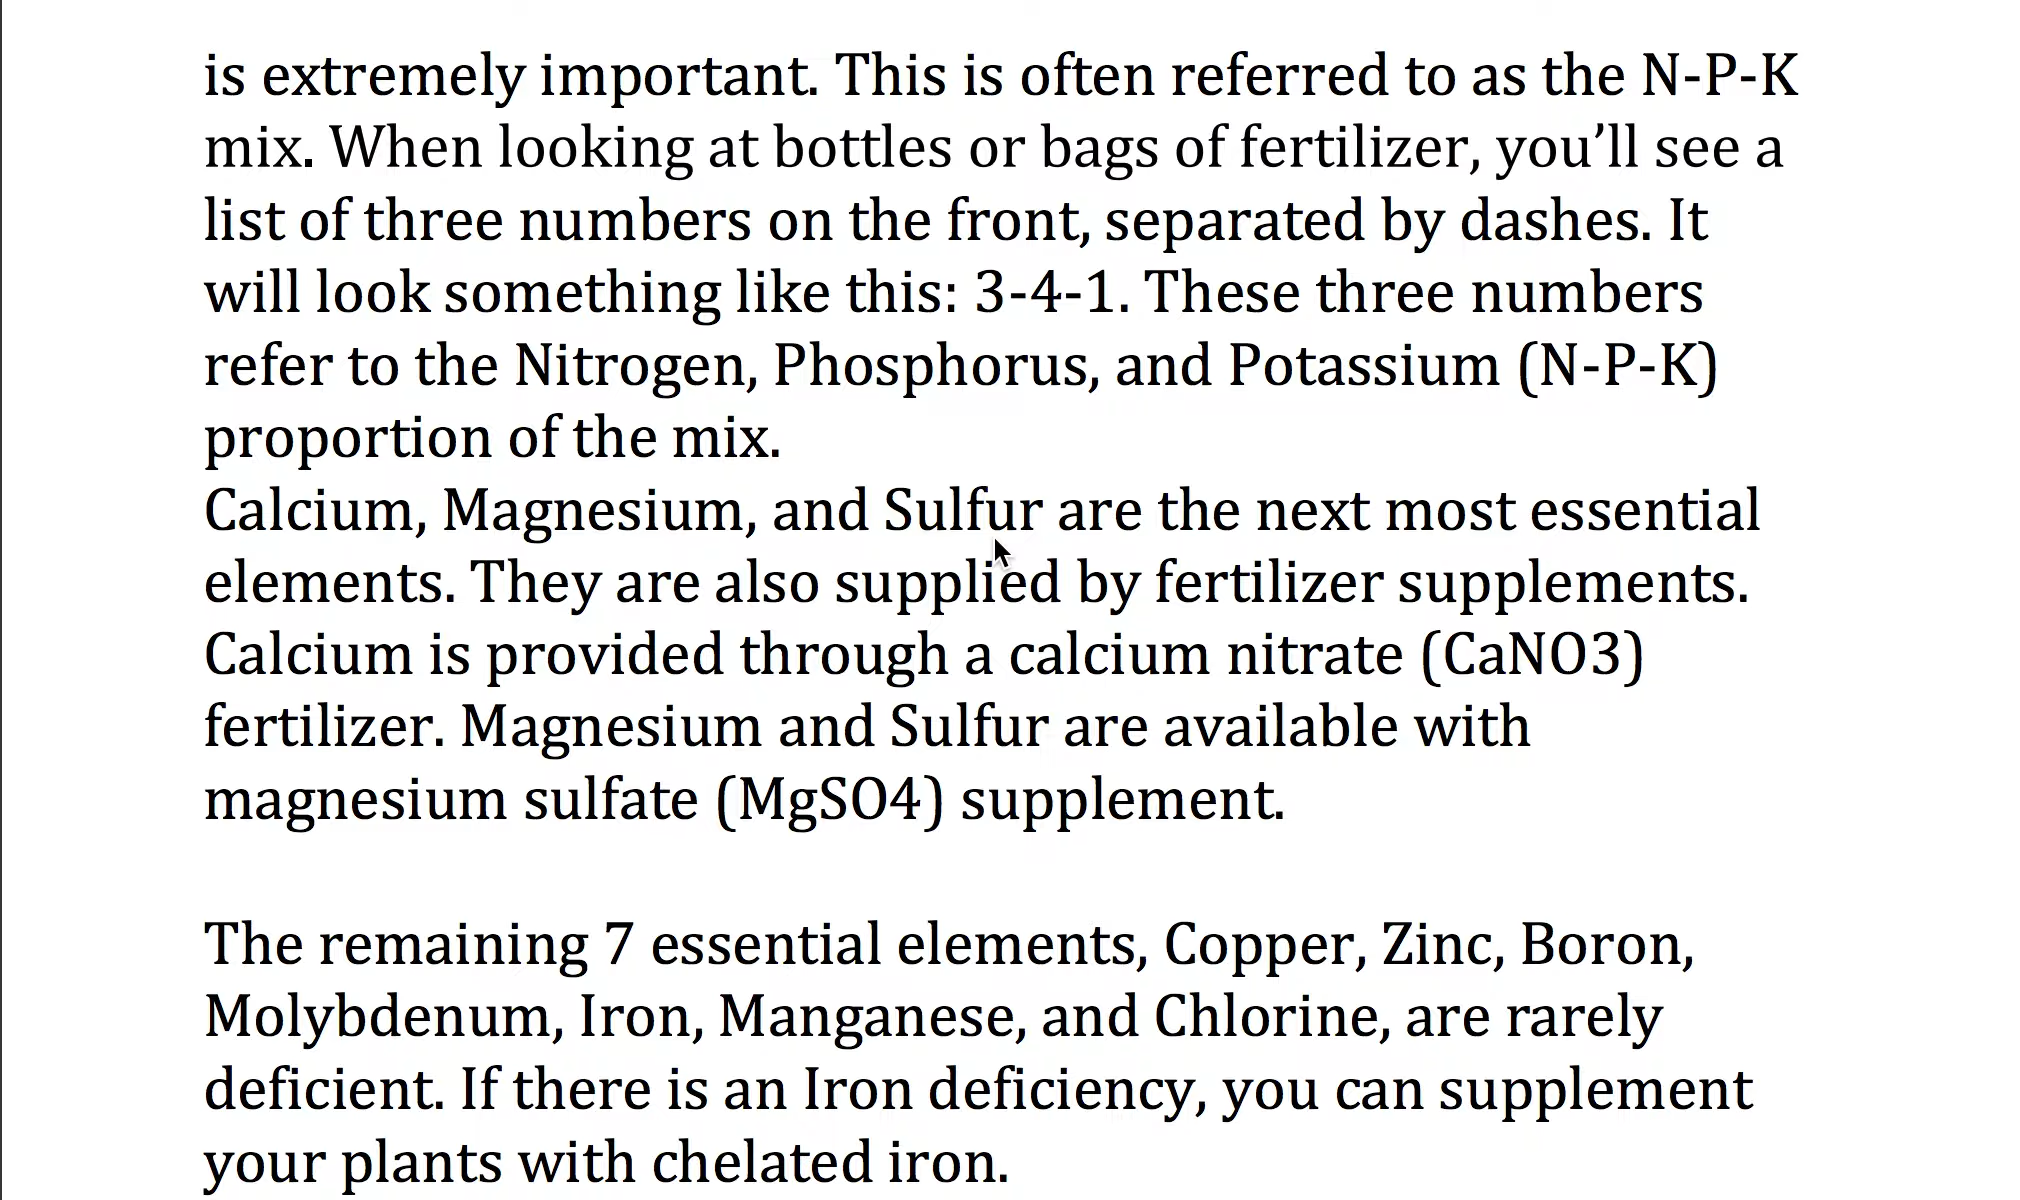 is extremely important. This is often referred to as the N-P-K
mix. When looking at bottles or bags of fertilizer, you’ll see a
list of three numbers on the front, separated by dashes. It
will look something like this: 3-4-1. These three numbers
refer to the Nitrogen, Phosphorus, and Potassium (N-P-K)
proportion of the mix.
Calcium, Magnesium, and Sulfur are the next most essential
elements. They are also supplied by fertilizer supplements.
Calcium is provided through a calcium nitrate (CaNO3)
fertilizer. Magnesium and Sulfur are available with
magnesium sulfate (MgSO4) supplement.
The remaining 7 essential elements, Copper, Zinc, Boron,
Molybdenum, Iron, Manganese, and Chlorine, are rarely
deficient. If there is an Iron deficiency, you can supplement
your plants with chelated iron.